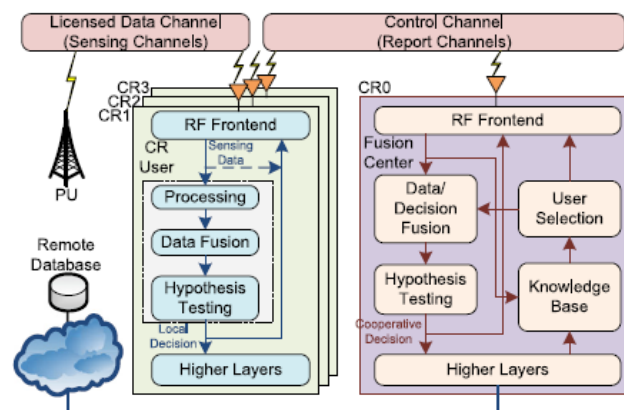 Licensed Data Channel
(Sensing Channels)
Control Channel
(Report Channels)
CR3
CR2
CR1
RF Frontend
CR
User
Sensing
Data
Processing
Data Fusion
Hypothesis
Testing
Local
Decision
Higher Layers
PU
Remote
Database
CR0
RF Frontend
Fusion
Center
Data/
Decision
Fusion
User
Selection
Hypothesis
Testing
Knowledge
Base
Cooperative
Decision
Higher Layers